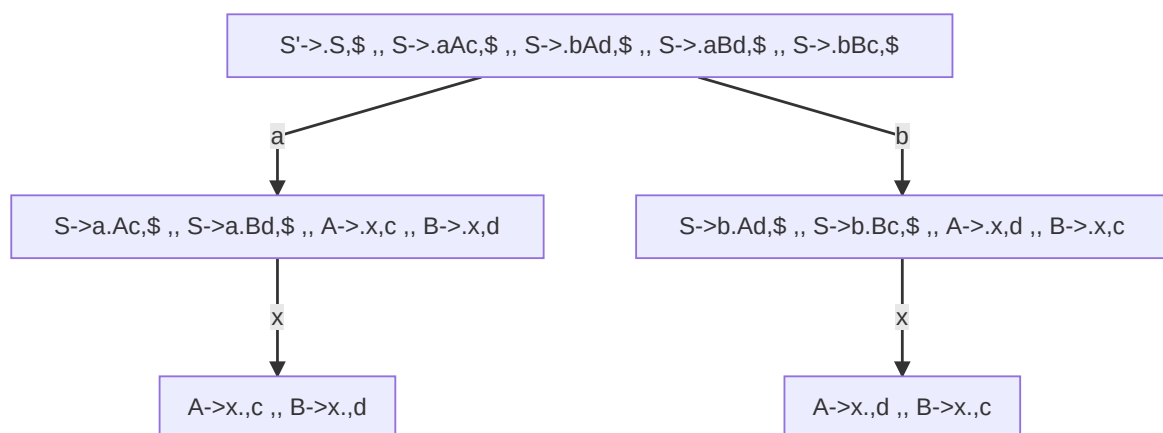 S'->.S,$ ,, S->.aAc,$ ,, S->.bAd,$ ,, S->.aBd,$ ,, S->.bBc,$
a
b
S->a.Ac,$ ,, S->a.Bd,$ ,, A->.x,c ,, B->.x,d
S->b.Ad,$ ,, S->b.Bc,$ ,, A->.x,d ,, B->.x,c
x
x
A->x.,c ,, B->x.,d
A->x.,d ,, B->x.,c